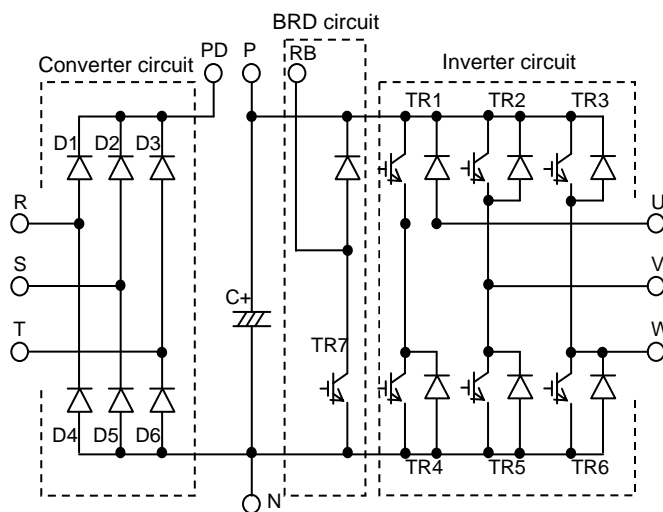 BRD circuit
Converter circuit
PD
P
RB
Inverter circuit
TR1
TR2
TR3
D1
D2
D3
R
U
S
V
C+
T
W
TR7
D4
D5
D6
TR4
TR5
TR6
N